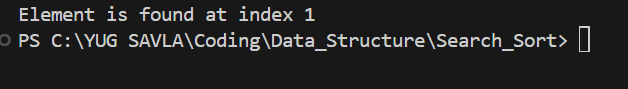 Element is found at index 1
PS C:\YUG SAVLA\Coding\Data_Structure\Search_Sort>